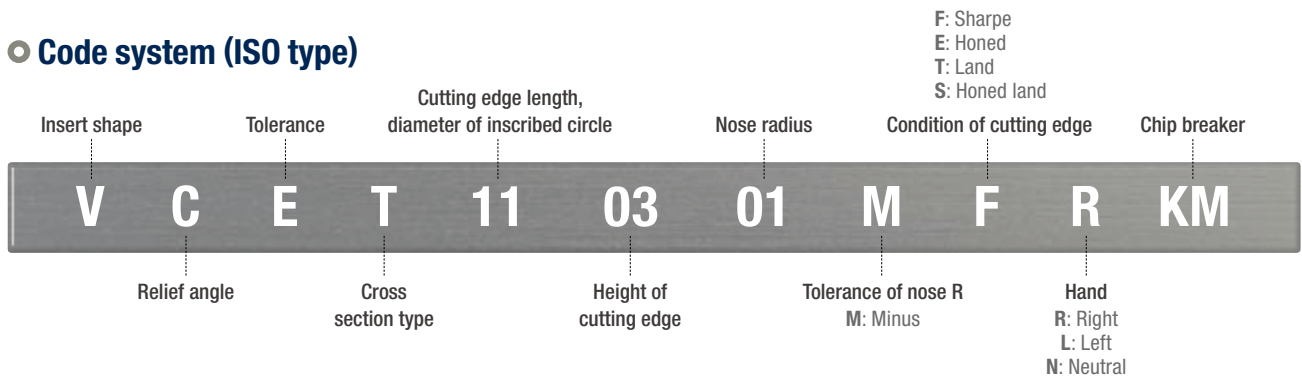 F: Sharpe
E: Honed
T: Land
S: Honed land
Code system (ISO type)
Cutting edge length,
diameter of inscribed circle
Insert shape
Tolerance
Nose radius
Condition of cutting edge
Chip breaker
V C E T 11 03 01 M F R KM
Relief angle
Cross
section type
Height of
cutting edge
Tolerance of nose R
M: Minus
Hand
R: Right
L: Left
N: Neutral